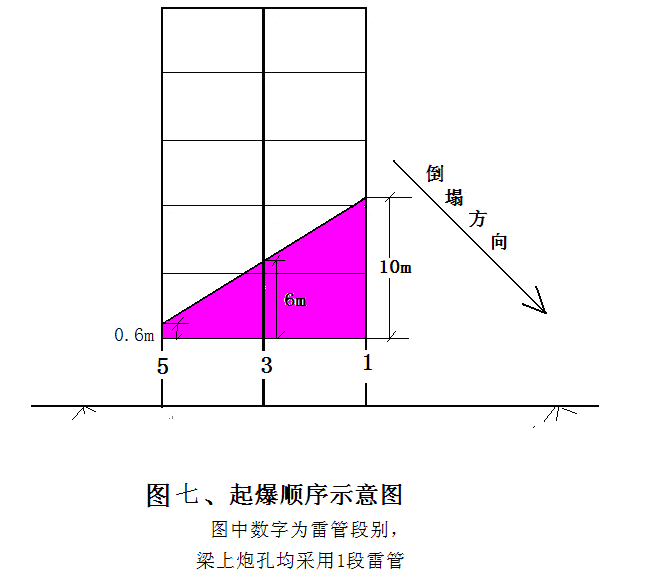 倒塌方向
10m
6m
0.6m
5 3 1
图七、起爆顺序示意图
图中数字为雷管段别，
梁上炮孔均采用1段雷管